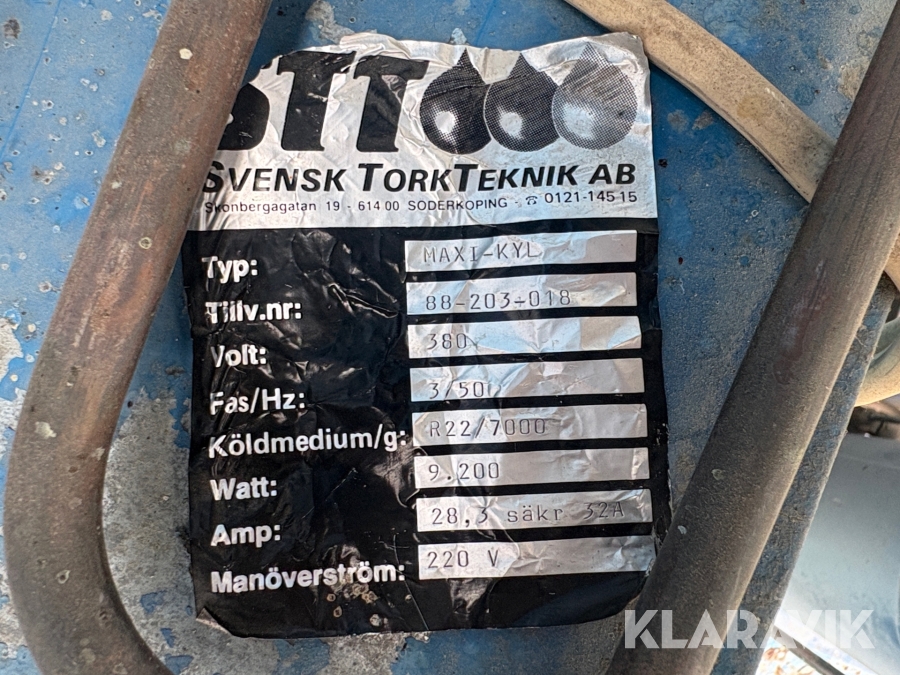 STT
SVENSK TORKTEKNIK AB
Skönbergagatan 19 - 614 00 SÖDERKÖPING - ☎ 0121-145 15
Typ: MAXI-KYL
Tillv.nr: 88-203-018
Volt: 380
Fas/Hz: 3/50
Köldmedium/g: R22/7000
Watt: 9.200
Amp: 28,3 säkr 32A
Manöverström: 220 V
KLARAVIK